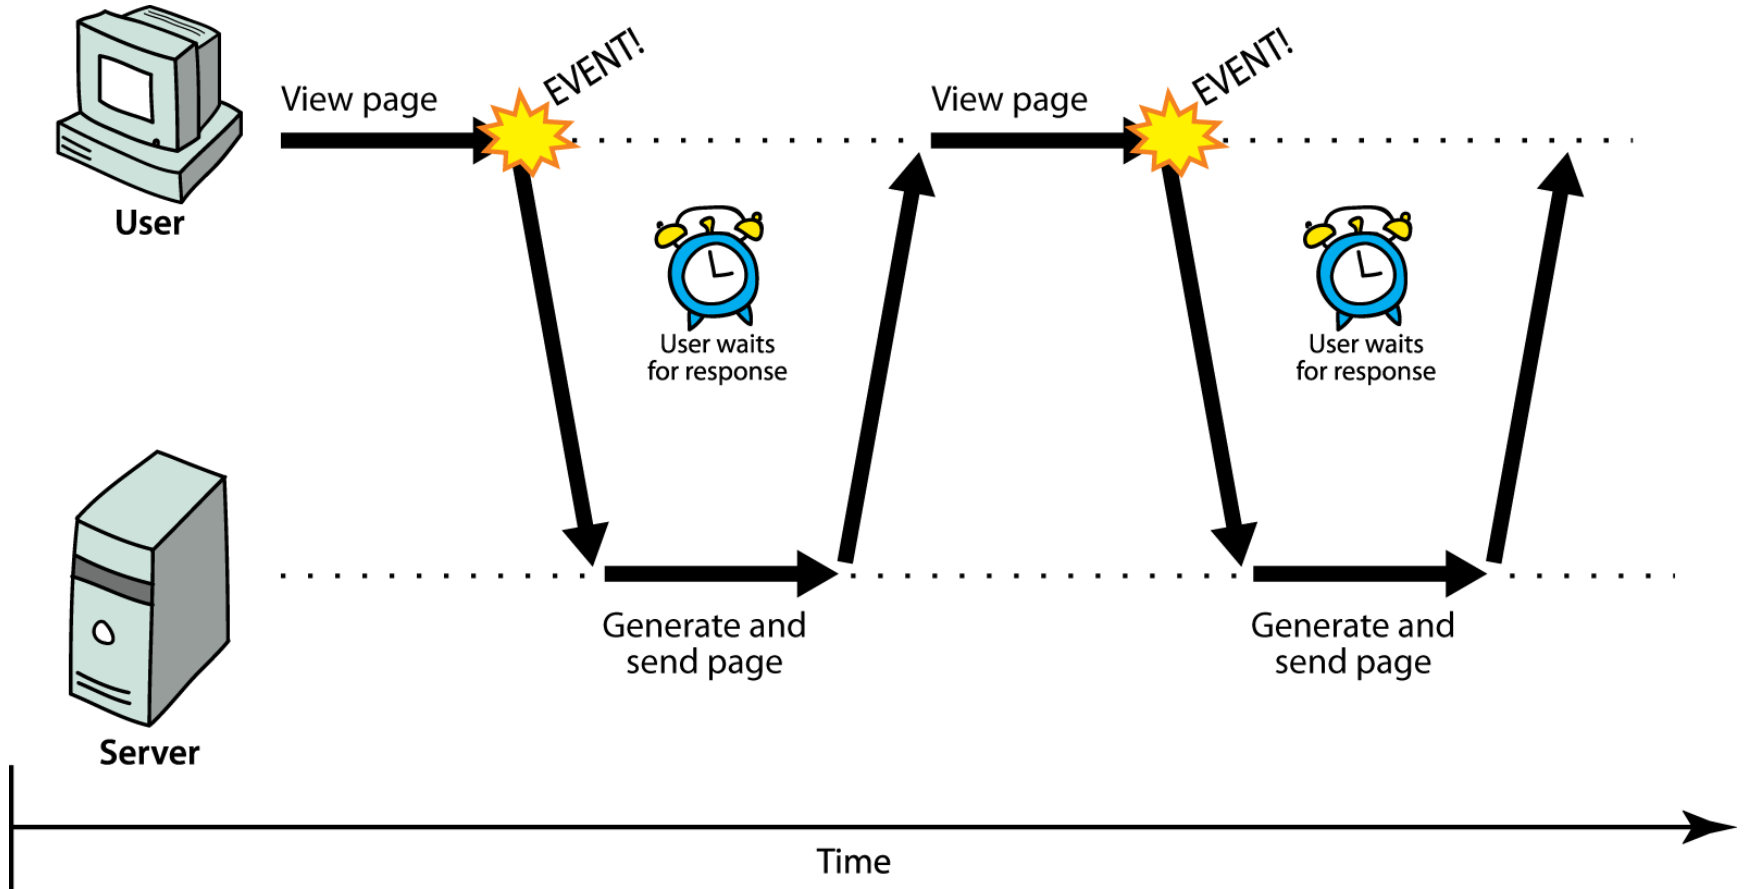 View page
EVENT!
View page
EVENT!
User
User waits
for response
User waits
for response
Generate and
send page
Generate and
send page
Server
Time